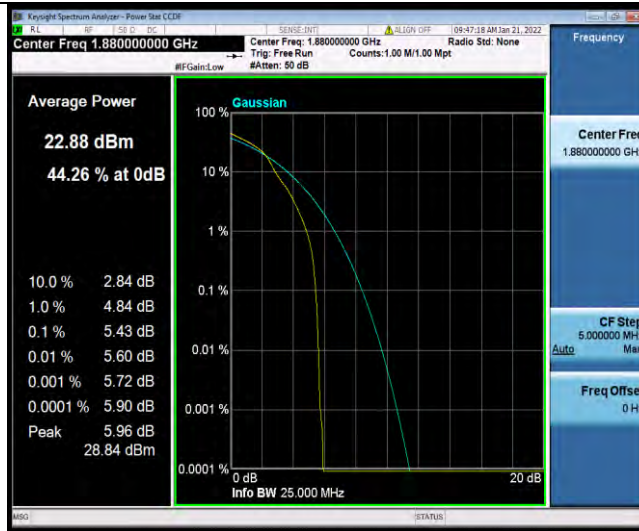 Keysight Spectrum Analyzer - Power Stat CCDF
RL RF 50 Ω DC SENSE:INT ALIGN OFF 09:47:18 AM Jan 21, 2022
Center Freq 1.880000000 GHz
Center Freq: 1.880000000 GHz Radio Std: None
Trig: Free Run Counts:1.00 M/1.00 Mpt
#IFGain:Low #Atten: 50 dB
Frequency
Average Power
22.88 dBm
44.26 % at 0dB
10.0 % 2.84 dB
1.0 % 4.84 dB
0.1 % 5.43 dB
0.01 % 5.60 dB
0.001 % 5.72 dB
0.0001 % 5.90 dB
Peak 5.96 dB
28.84 dBm
Gaussian
100 %
10 %
1 %
0.1 %
0.01 %
0.001 %
0.0001 %
0 dB 20 dB
Info BW 25.000 MHz
Center Fre
1.880000000 GH
CF Step
5.000000 MH
Auto Ma
Freq Offse
0 H
MSG STATUS